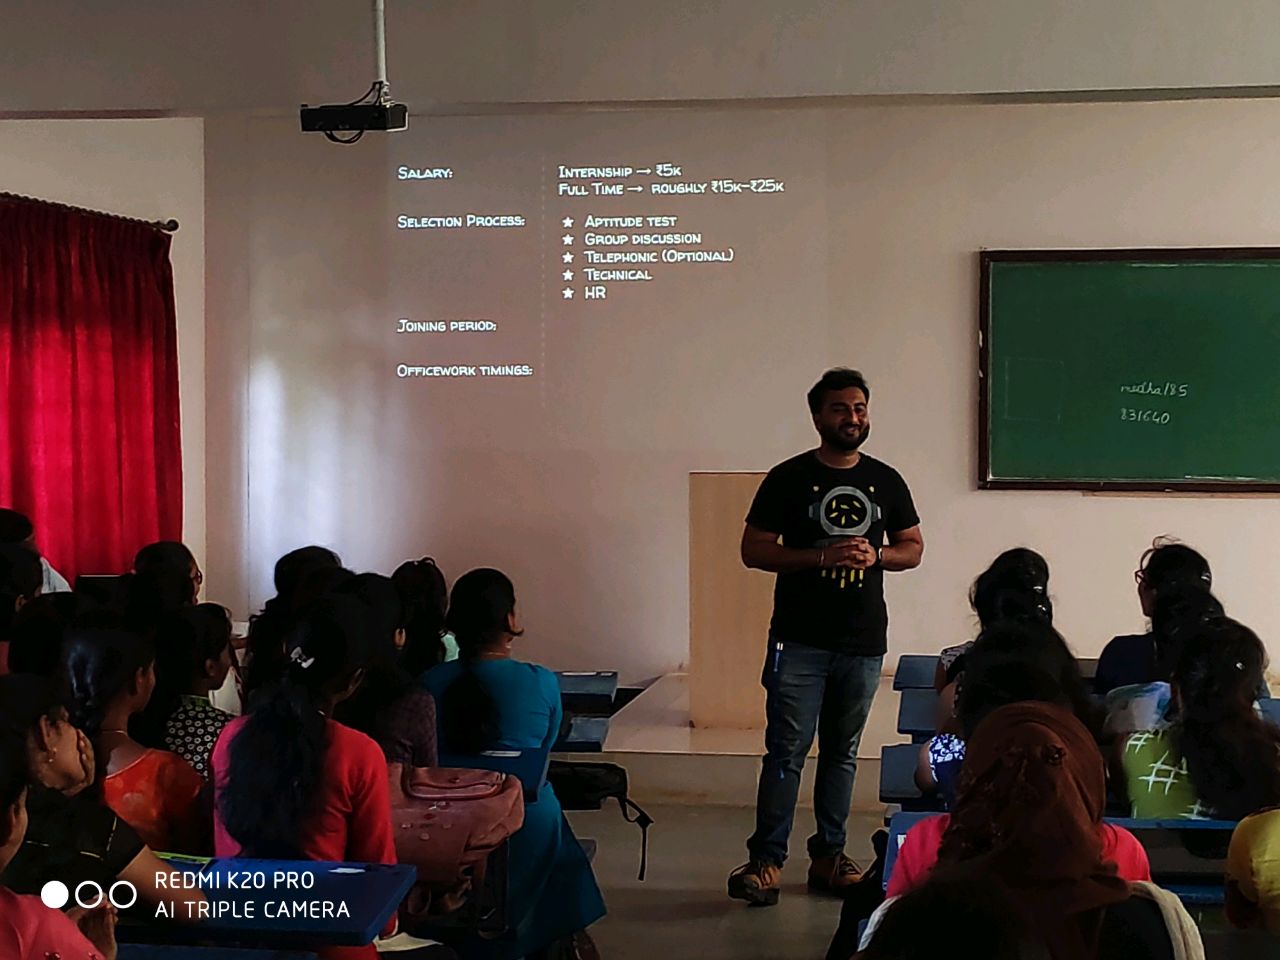 Salary:
Internship → ₹5k
Full Time → roughly ₹15k-₹25k
Selection Process:
★ Aptitude test
★ Group discussion
★ Telephonic (Optional)
★ Technical
★ HR
Joining period:
Officework timings:
medha185
831640
REDMI K20 PRO
AI TRIPLE CAMERA